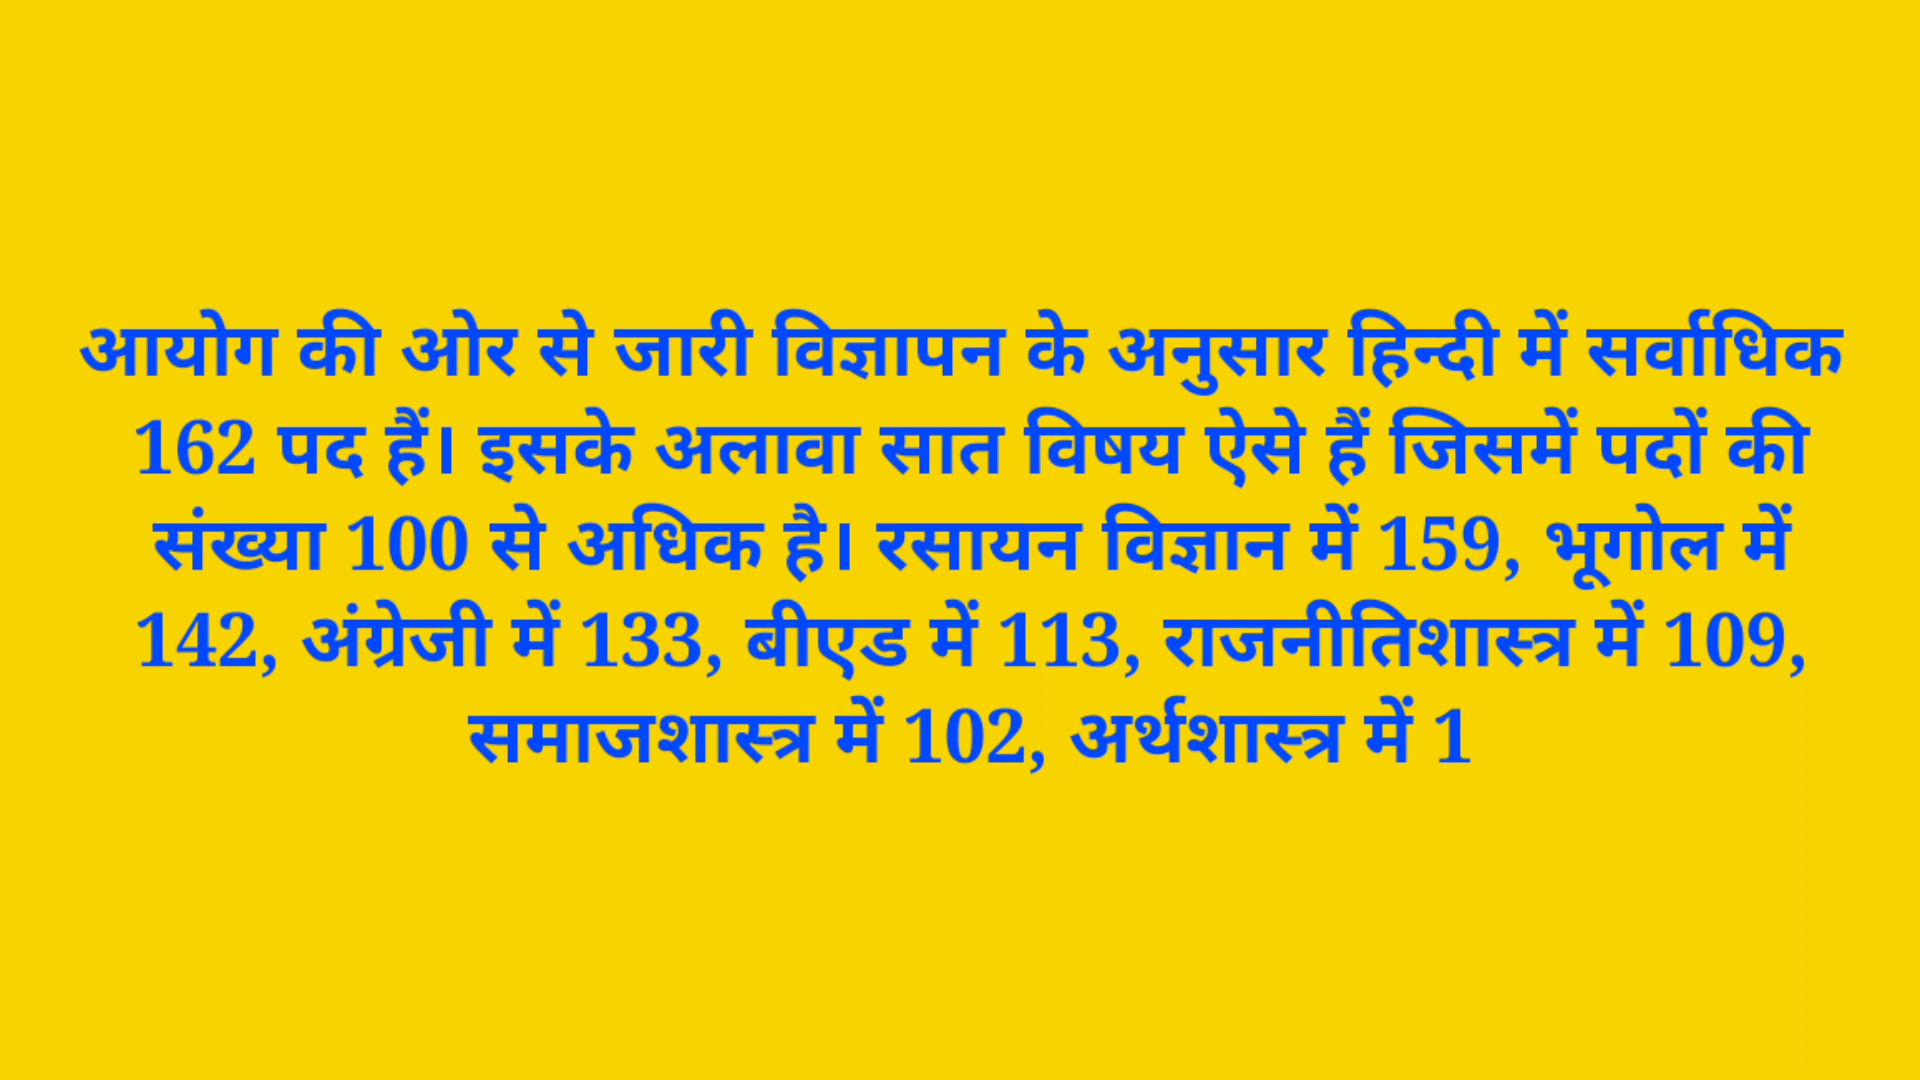 आयोग की ओर से जारी विज्ञापन के अनुसार हिन्दी में सर्वाधिक
162 पद हैं। इसके अलावा सात विषय ऐसे हैं जिसमें पदों की
संख्या 100 से अधिक है। रसायन विज्ञान में 159, भूगोल में
142, अंग्रेजी में 133, बीएड में 113, राजनीतिशास्त्र में 109,
समाजशास्त्र में 102, अर्थशास्त्र में 1